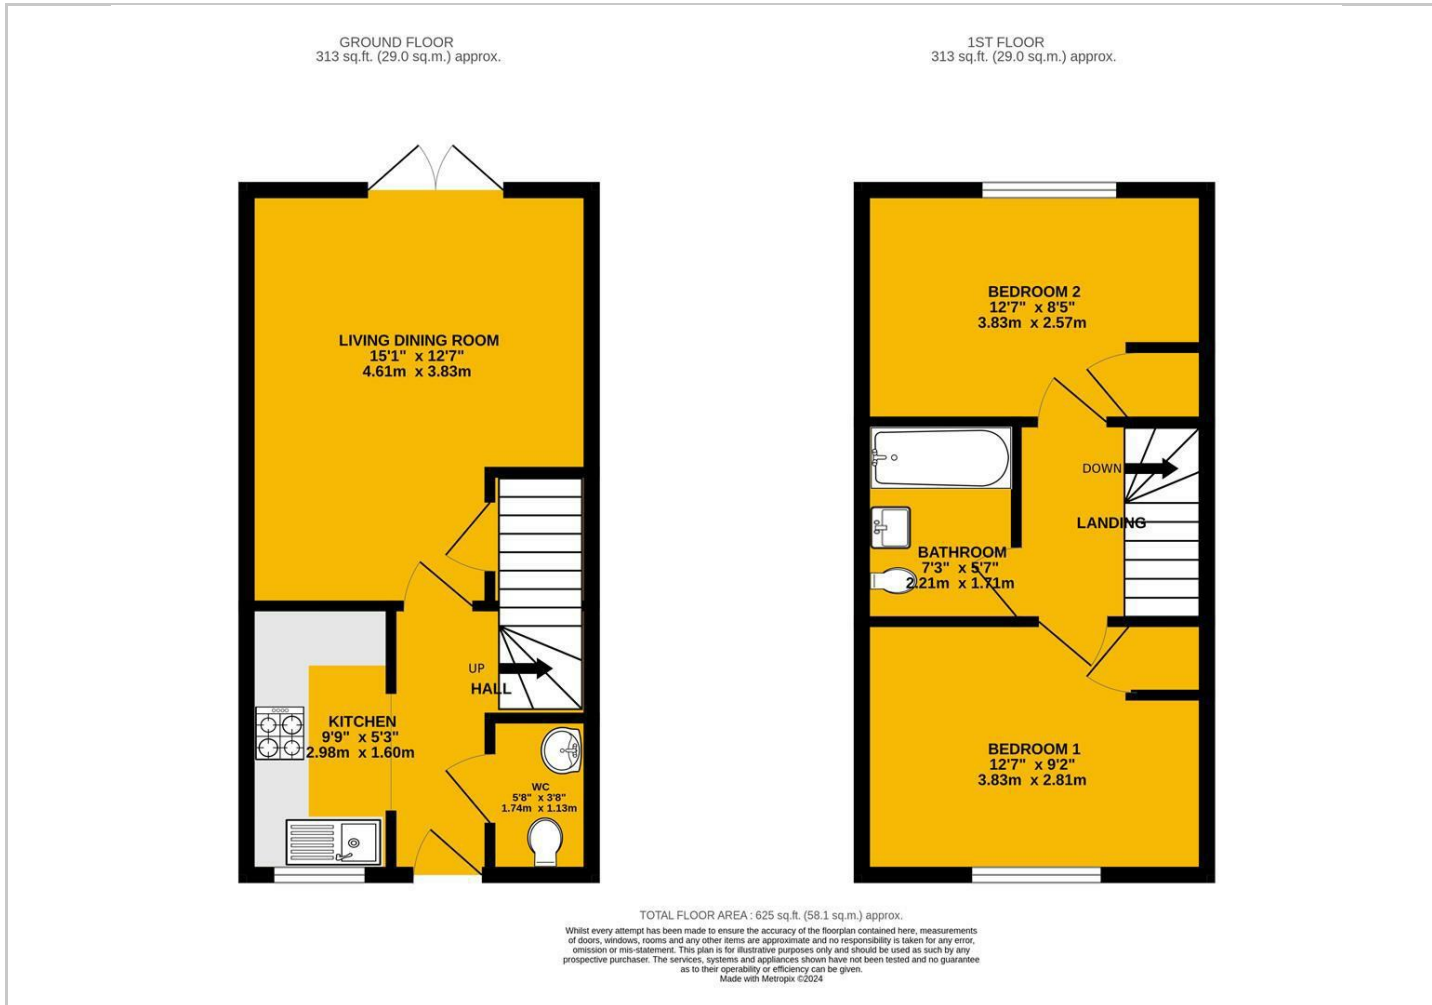 GROUND FLOOR
313 sq.ft. (29.0 sq.m.) approx.
1ST FLOOR
313 sq.ft. (29.0 sq.m.) approx.
LIVING DINING ROOM
15'1" x 12'7"
4.61m x 3.83m
UP
HALL
KITCHEN
9'9" x 5'3"
2.98m x 1.60m
WC
5'8" x 3'8"
1.74m x 1.13m
BEDROOM 2
12'7" x 8'5"
3.83m x 2.57m
DOWN
LANDING
BATHROOM
7'3" x 5'7"
2.21m x 1.71m
BEDROOM 1
12'7" x 9'2"
3.83m x 2.81m
TOTAL FLOOR AREA : 625 sq.ft. (58.1 sq.m.) approx.
Whilst every attempt has been made to ensure the accuracy of the floorplan contained here, measurements
of doors, windows, rooms and any other items are approximate and no responsibility is taken for any error,
omission or mis-statement. This plan is for illustrative purposes only and should be used as such by any
prospective purchaser. The services, systems and appliances shown have not been tested and no guarantee
as to their operability or efficiency can be given.
Made with Metropix ©2024